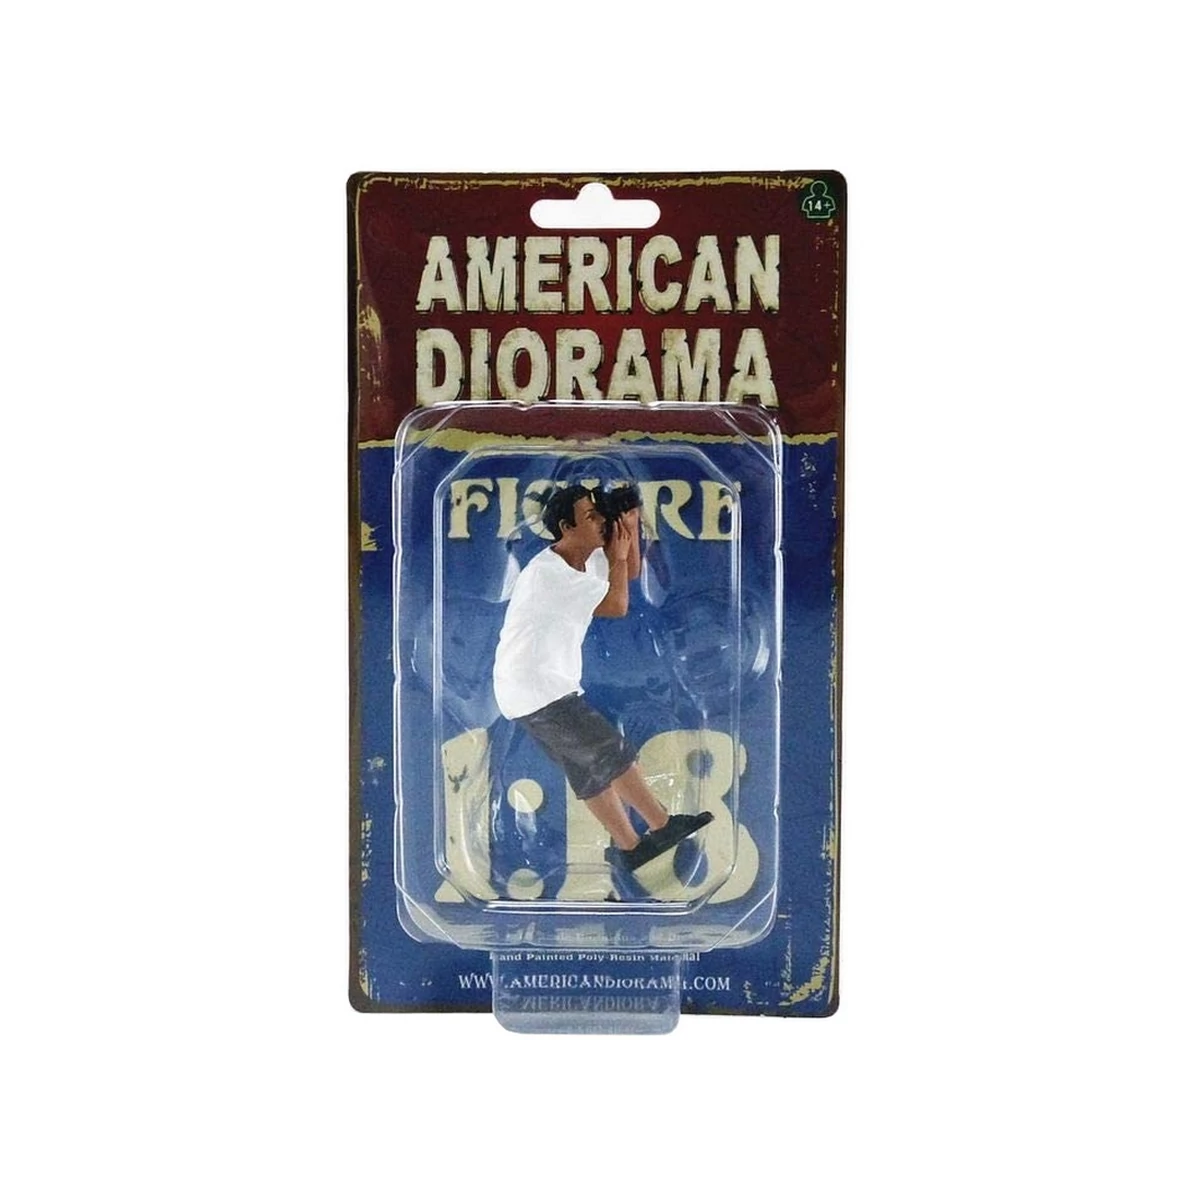 14+
AMERICAN
DIORAMA
FIGURE
1:18
Hand Painted Poly-Resin Material
WWW.AMERICANDIORAMA.COM